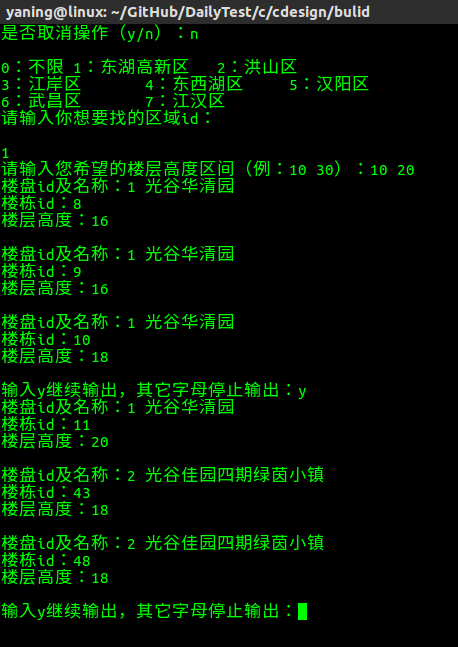 yaning@linux: ~/GitHub/DailyTest/c/cdesign/bulid
是否取消操作（y/n）：n
0：不限 1：东湖高新区 2：洪山区
3：江岸区 4：东西湖区 5：汉阳区
6：武昌区 7：江汉区
请输入你想要找的区域id：
1
请输入您希望的楼层高度区间（例：10 30）：10 20
楼盘id及名称：1 光谷华清园
楼栋id：8
楼层高度：16
楼盘id及名称：1 光谷华清园
楼栋id：9
楼层高度：16
楼盘id及名称：1 光谷华清园
楼栋id：10
楼层高度：18
输入y继续输出，其它字母停止输出：y
楼盘id及名称：1 光谷华清园
楼栋id：11
楼层高度：20
楼盘id及名称：2 光谷佳园四期绿茵小镇
楼栋id：43
楼层高度：18
楼盘id及名称：2 光谷佳园四期绿茵小镇
楼栋id：48
楼层高度：18
输入y继续输出，其它字母停止输出：